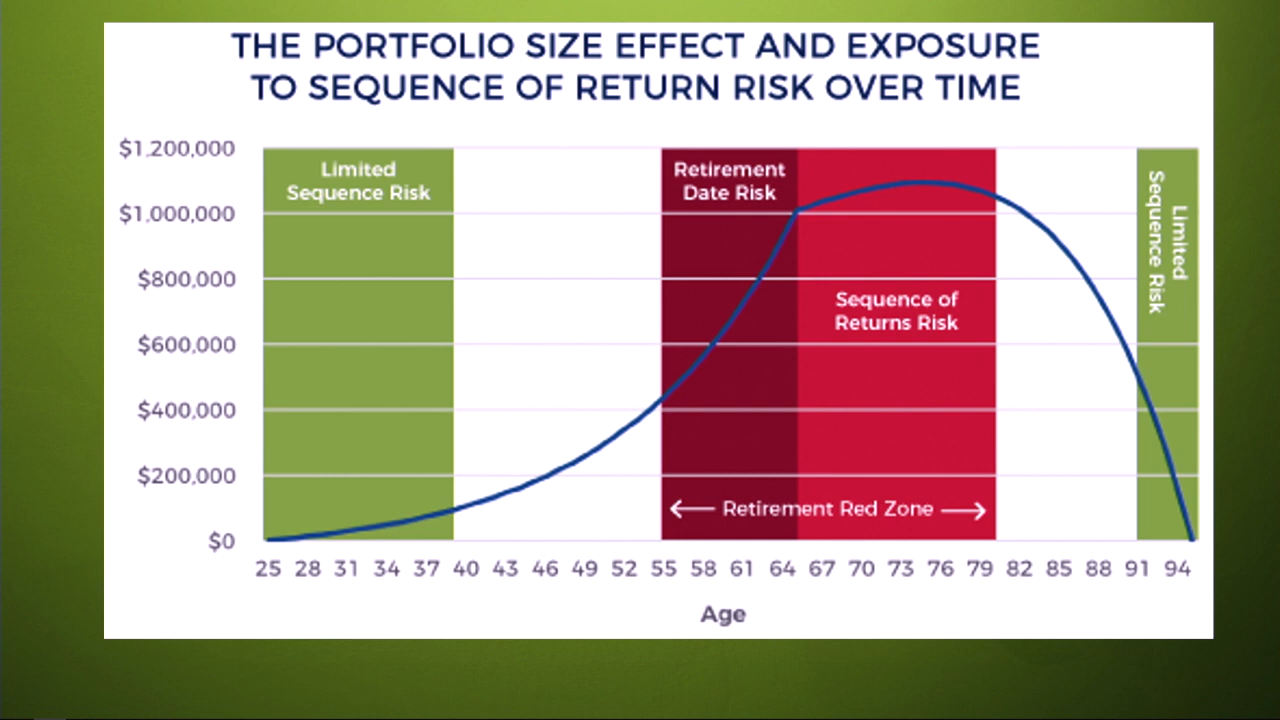 THE PORTFOLIO SIZE EFFECT AND EXPOSURE
TO SEQUENCE OF RETURN RISK OVER TIME
$1,200,000
$1,000,000
$800,000
$600,000
$400,000
$200,000
$0
Limited
Sequence Risk
Retirement
Date Risk
Sequence of
Returns Risk
Retirement Red Zone
Limited
Sequence Risk
25 28 31 34 37 40 43 46 49 52 55 58 61 64 67 70 73 76 79 82 85 88 91 94
Age